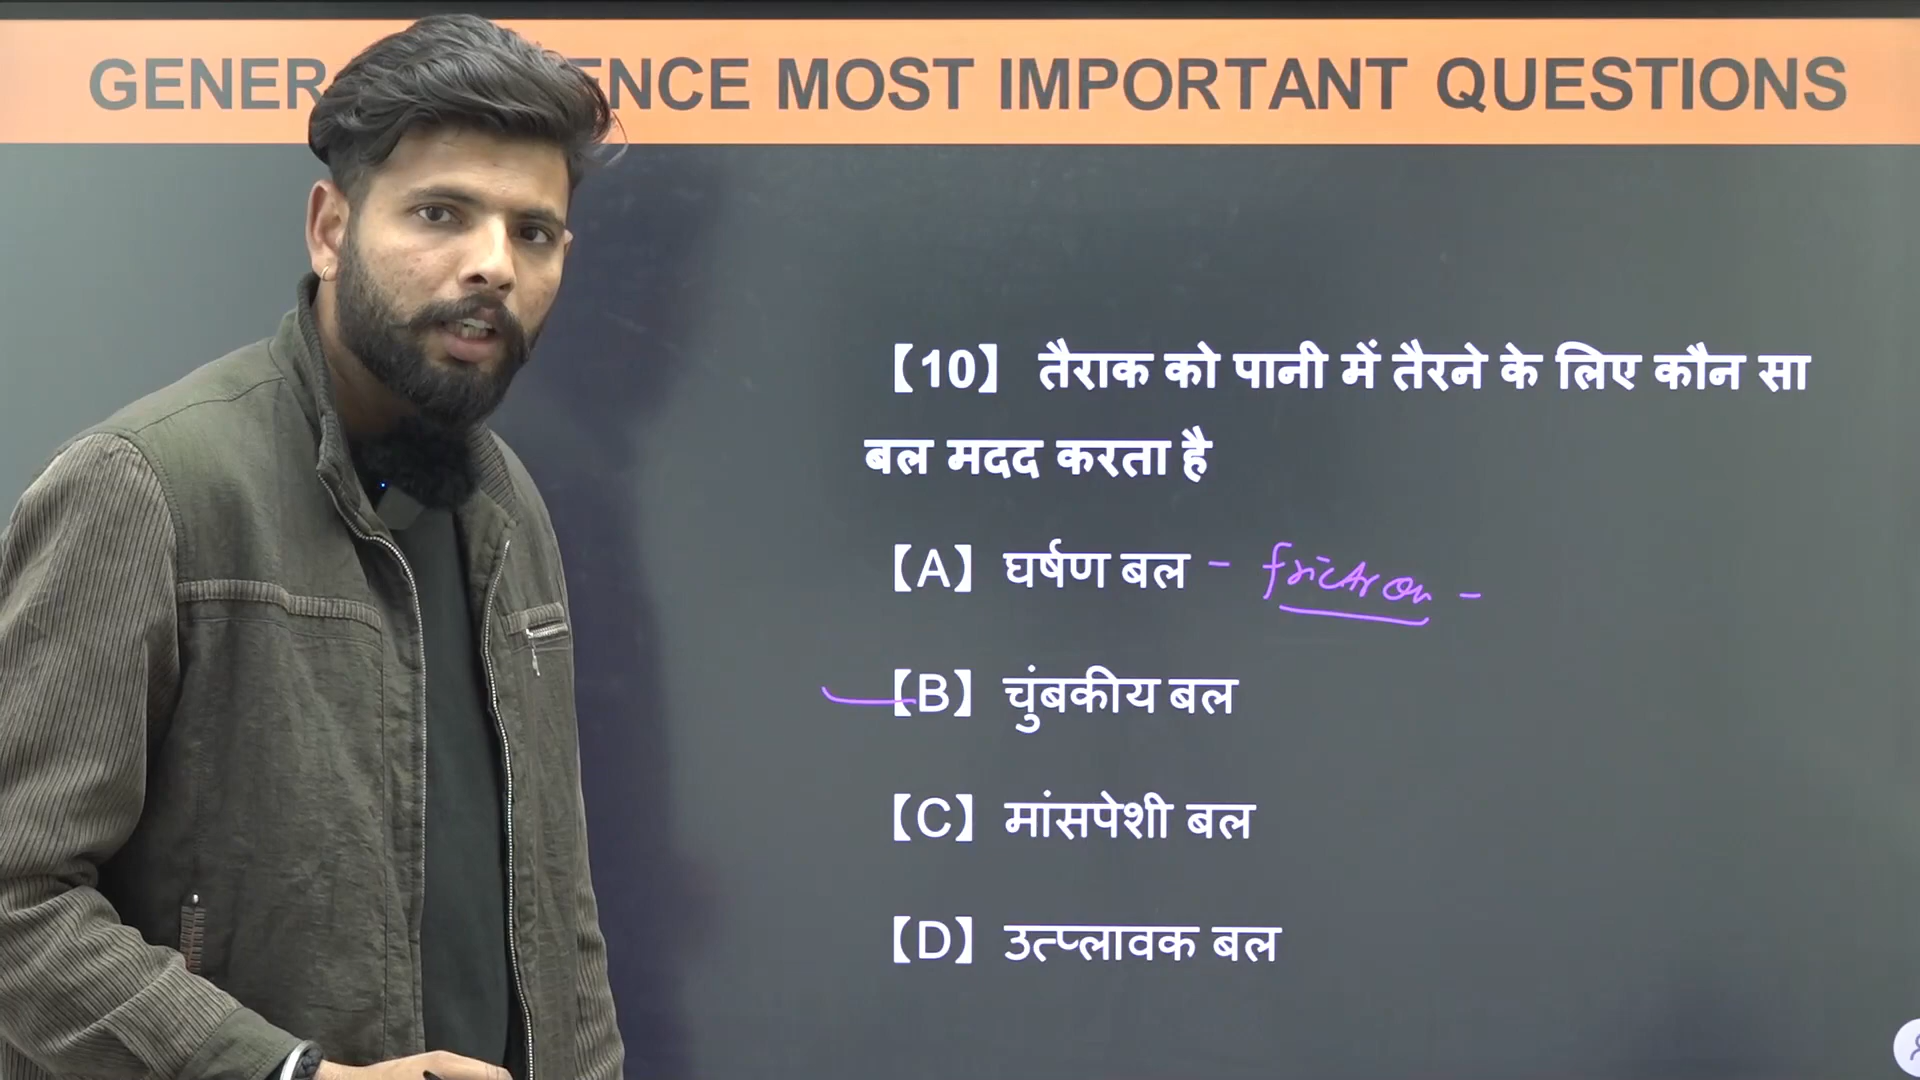 GENER ENCE MOST IMPORTANT QUESTIONS
【10】 तैराक को पानी में तैरने के लिए कौन सा
बल मदद करता है
【A】 घर्षण बल - friction -
【B】 चुंबकीय बल
【C】 मांसपेशी बल
【D】 उत्प्लावक बल